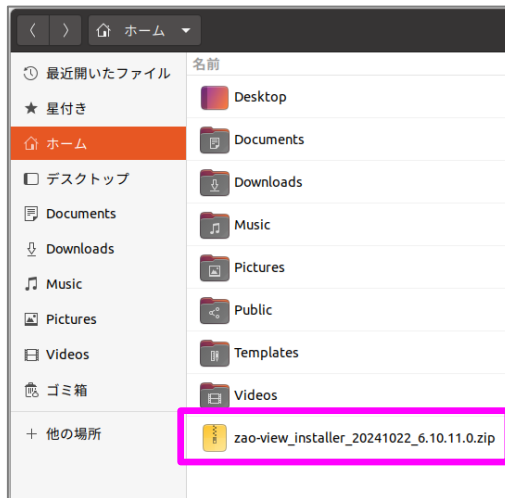 ホーム
最近開いたファイル
星付き
ホーム
デスクトップ
Documents
Downloads
Music
Pictures
Videos
ゴミ箱
他の場所
名前
Desktop
Documents
Downloads
Music
Pictures
Public
Templates
Videos
zao-view_installer_20241022_6.10.11.0.zip